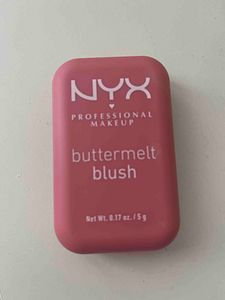 NYX
PROFESSIONAL
MAKEUP
buttermelt
blush
Net Wt. 0.17 oz. / 5 g